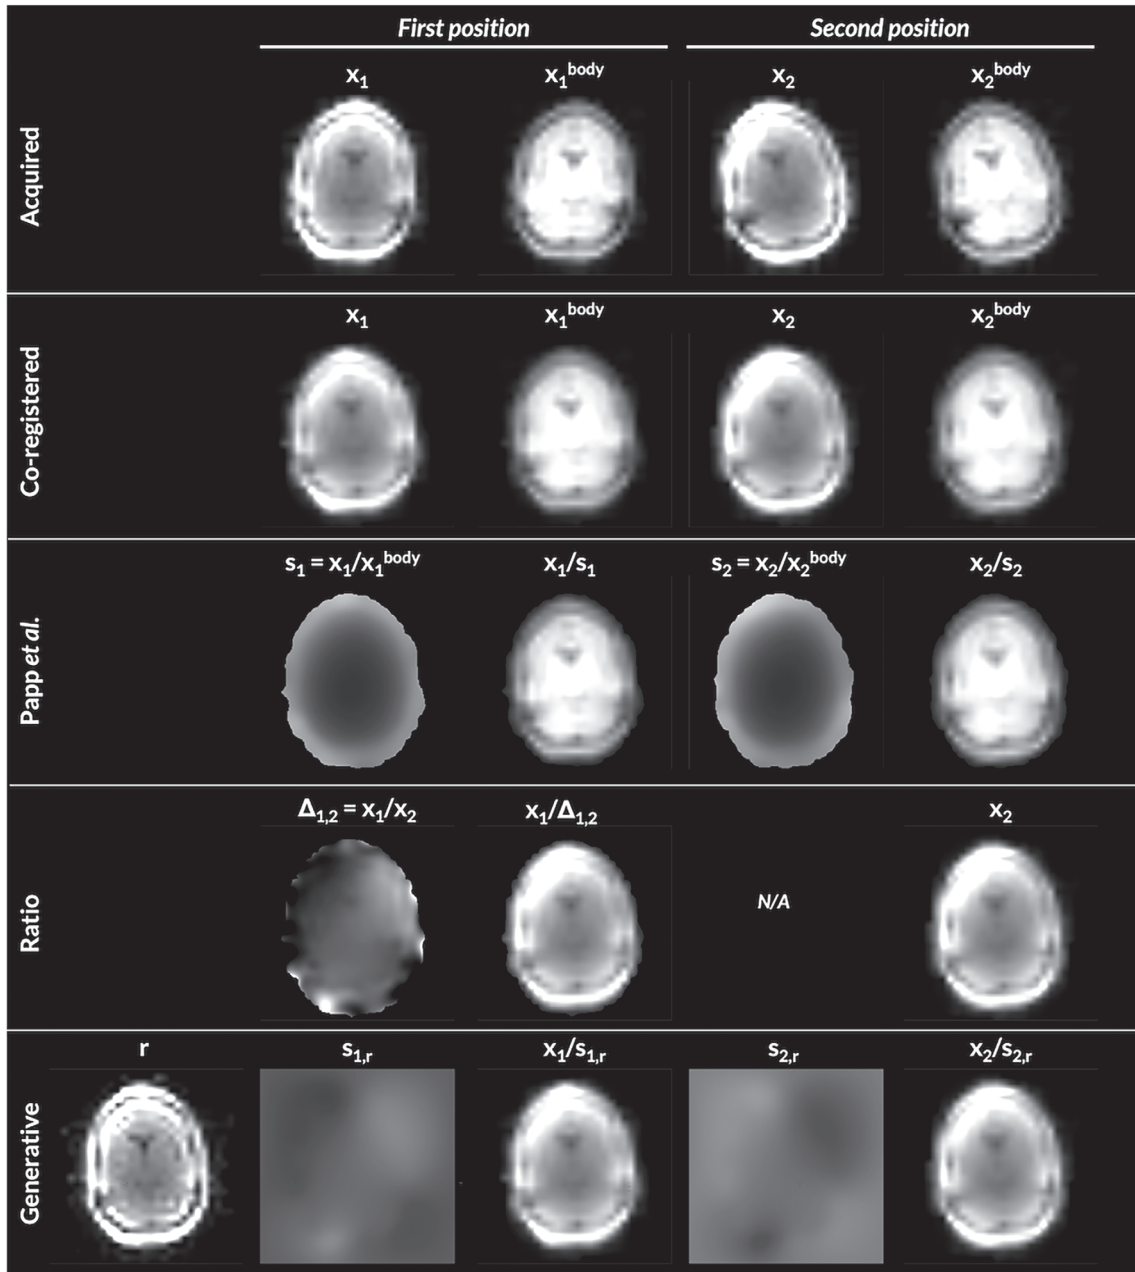 First position Second position
x₁ x₁ᵇᵒᵈʸ x₂ x₂ᵇᵒᵈʸ
Acquired
x₁ x₁ᵇᵒᵈʸ x₂ x₂ᵇᵒᵈʸ
Co-registered
s₁ = x₁/x₁ᵇᵒᵈʸ x₁/s₁ s₂ = x₂/x₂ᵇᵒᵈʸ x₂/s₂
Papp et al.
Δ₁,₂ = x₁/x₂ x₁/Δ₁,₂ x₂
Ratio
N/A
r s₁,ᵣ x₁/s₁,ᵣ s₂,ᵣ x₂/s₂,ᵣ
Generative